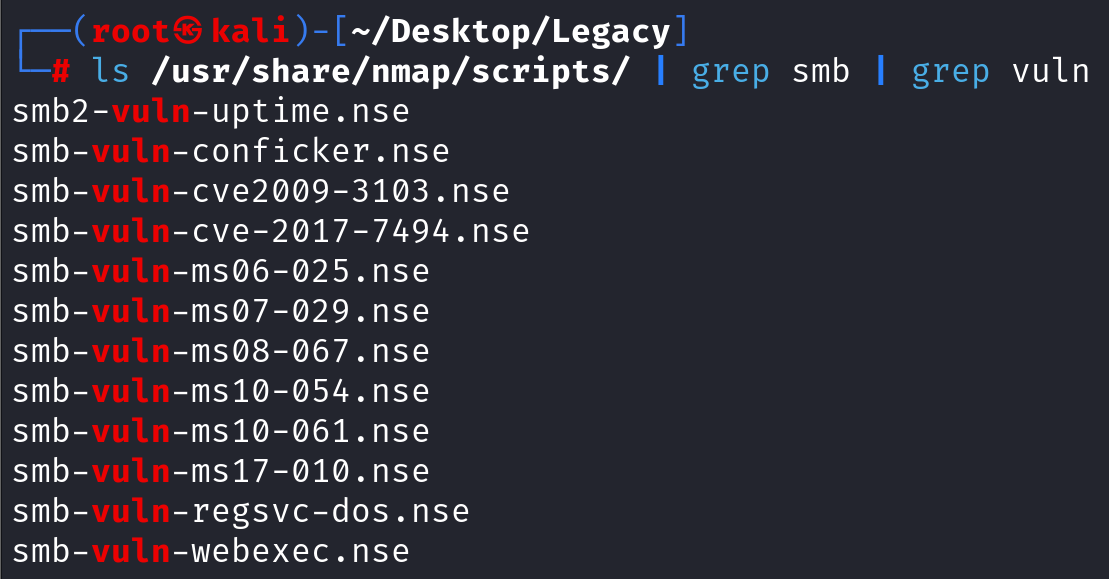 ┌──(root㉿kali)-[~/Desktop/Legacy]
└─# ls /usr/share/nmap/scripts/ | grep smb | grep vuln
smb2-vuln-uptime.nse
smb-vuln-conficker.nse
smb-vuln-cve2009-3103.nse
smb-vuln-cve-2017-7494.nse
smb-vuln-ms06-025.nse
smb-vuln-ms07-029.nse
smb-vuln-ms08-067.nse
smb-vuln-ms10-054.nse
smb-vuln-ms10-061.nse
smb-vuln-ms17-010.nse
smb-vuln-regsvc-dos.nse
smb-vuln-webexec.nse